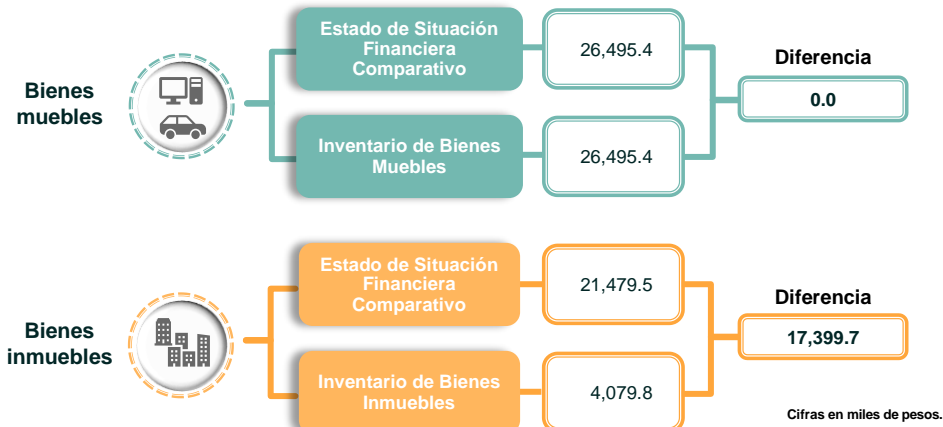 Bienes
muebles
Estado de Situación
Financiera
Comparativo
26,495.4
Inventario de Bienes
Muebles
26,495.4
Diferencia
0.0
Bienes
inmuebles
Estado de Situación
Financiera
Comparativo
21,479.5
Inventario de Bienes
Inmuebles
4,079.8
Diferencia
17,399.7
Cifras en miles de pesos.